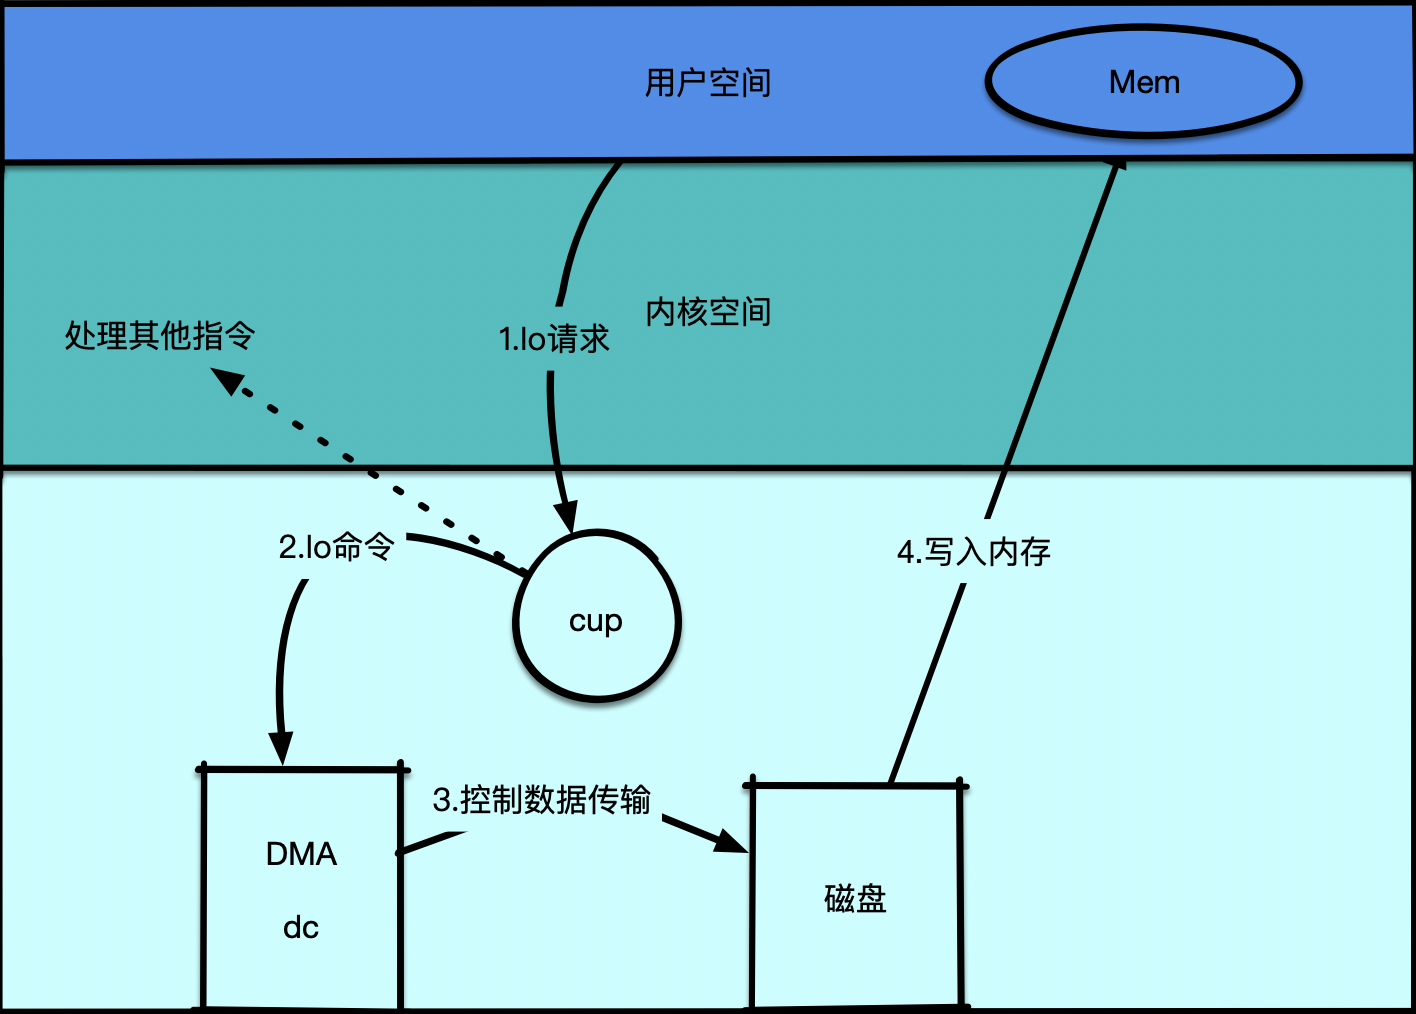 用户空间
Mem
内核空间
处理其他指令
1.Io请求
2.Io命令
cup
4.写入内存
3.控制数据传输
DMA
dc
磁盘